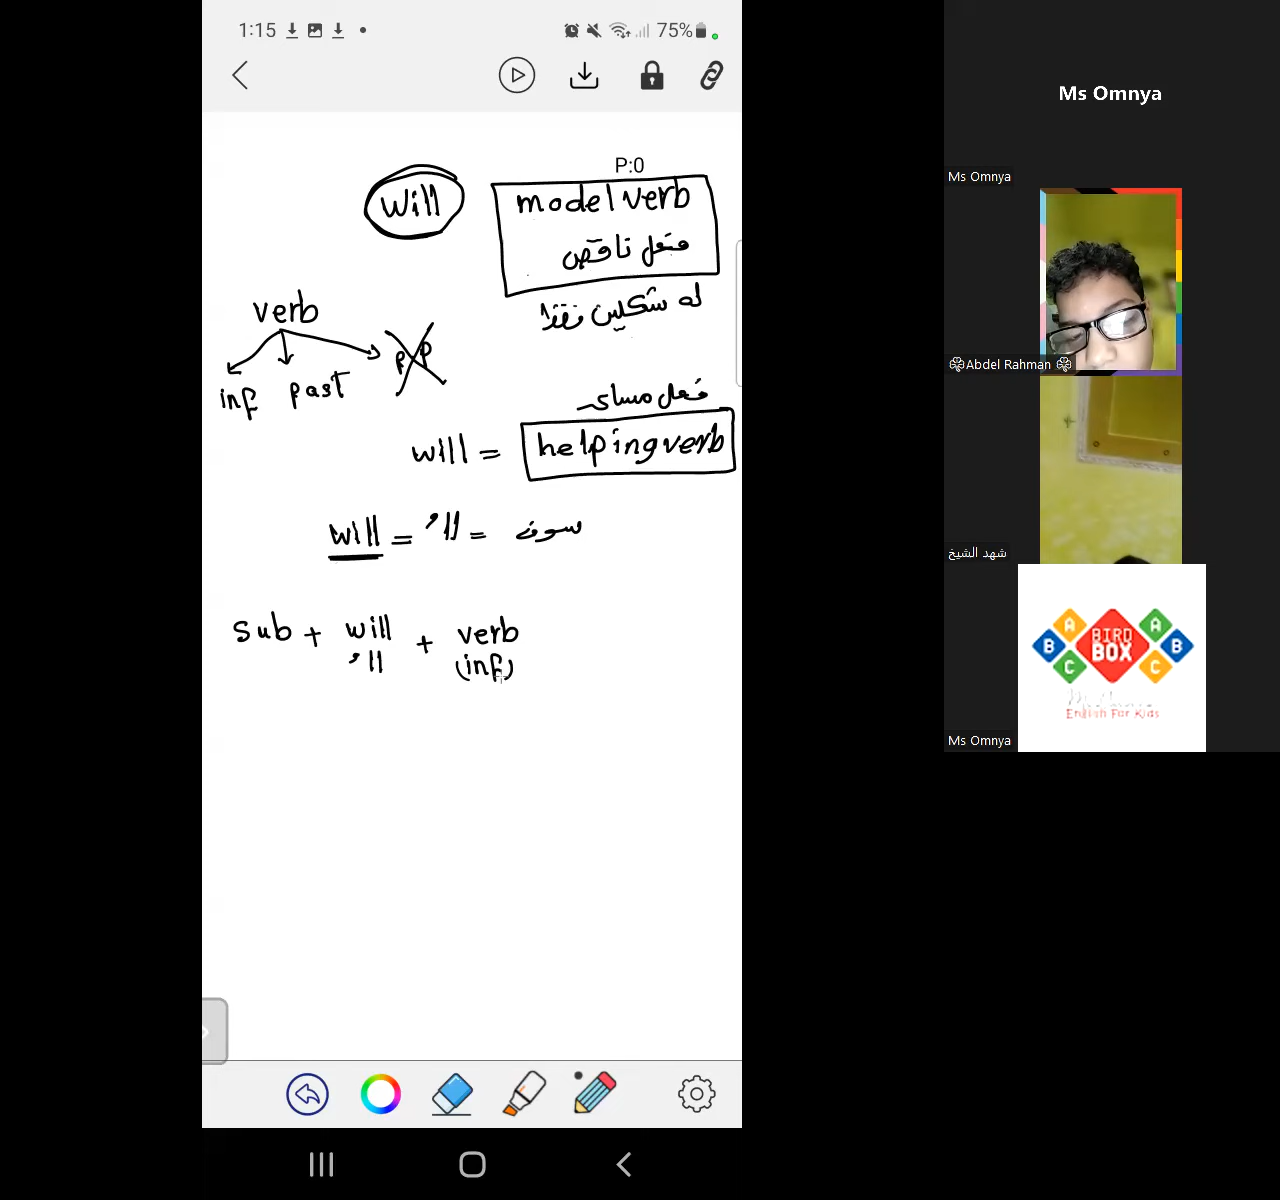 1:15 75%
P:0
will
model verb
فعل ناقص
له شكلين فقط
verb
inf past pp
فعل مساعد
will = helping verb
will = 'll = سوف
sub + will + verb
'll (inf)
Ms Omnya
Ms Omnya
Abdel Rahman
شهد الشيخ
A A
B BIRD BOX B
C C
English For Kids
Ms Omnya